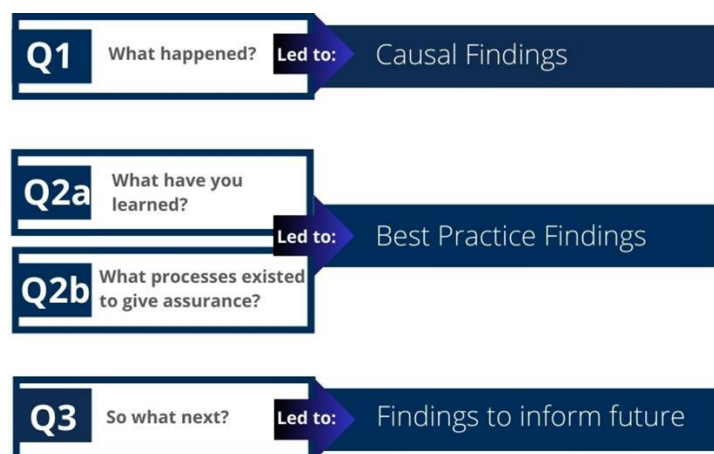 Q1 What happened? Led to: Causal Findings
Q2a What have you
learned?
Led to: Best Practice Findings
Q2b What processes existed
to give assurance?
Q3 So what next? Led to: Findings to inform future